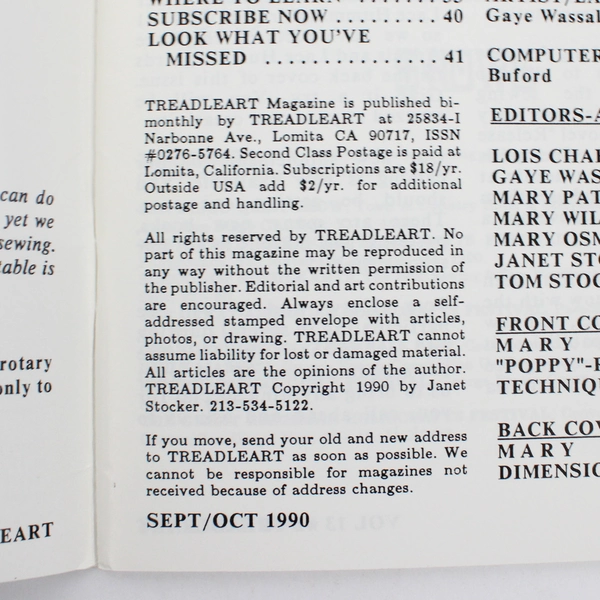 can do
yet we
sewing.
table is
rotary
only to
WHERE TO LEARN
SUBSCRIBE NOW ......... 40
LOOK WHAT YOU'VE
MISSED ............... 41
TREADLEART Magazine is published bi-
monthly by TREADLEART at 25834-I
Narbonne Ave., Lomita CA 90717, ISSN
#0276-5764. Second Class Postage is paid at
Lomita, California. Subscriptions are $18/yr.
Outside USA add $2/yr. for additional
postage and handling.
All rights reserved by TREADLEART. No
part of this magazine may be reproduced in
any way without the written permission of
the publisher. Editorial and art contributions
are encouraged. Always enclose a self-
addressed stamped envelope with articles,
photos, or drawing. TREADLEART cannot
assume liability for lost or damaged material.
All articles are the opinions of the author.
TREADLEART Copyright 1990 by Janet
Stocker. 213-534-5122.
If you move, send your old and new address
to TREADLEART as soon as possible. We
cannot be responsible for magazines not
received because of address changes.
SEPT/OCT 1990
Gaye Wassal
COMPUTER
Buford
EDITORS-A
LOIS CHAI
GAYE WAS
MARY PAT
MARY WIL
MARY OSM
JANET STO
TOM STOC
FRONT CO
MARY
"POPPY"-
TECHNIQU
BACK COV
MARY
DIMENSIO